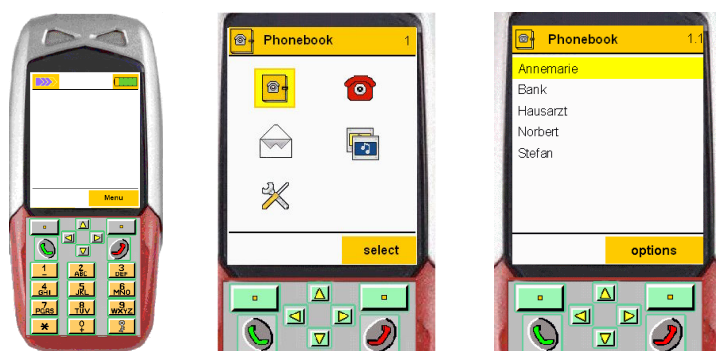 Menu
1
2
ABC
3
DEF
4
GHI
5
JKL
6
MNO
7
PQRS
8
TUV
9
WXYZ
*
0
Phonebook 1
select
Phonebook 1.1
Annemarie
Bank
Hausarzt
Norbert
Stefan
options